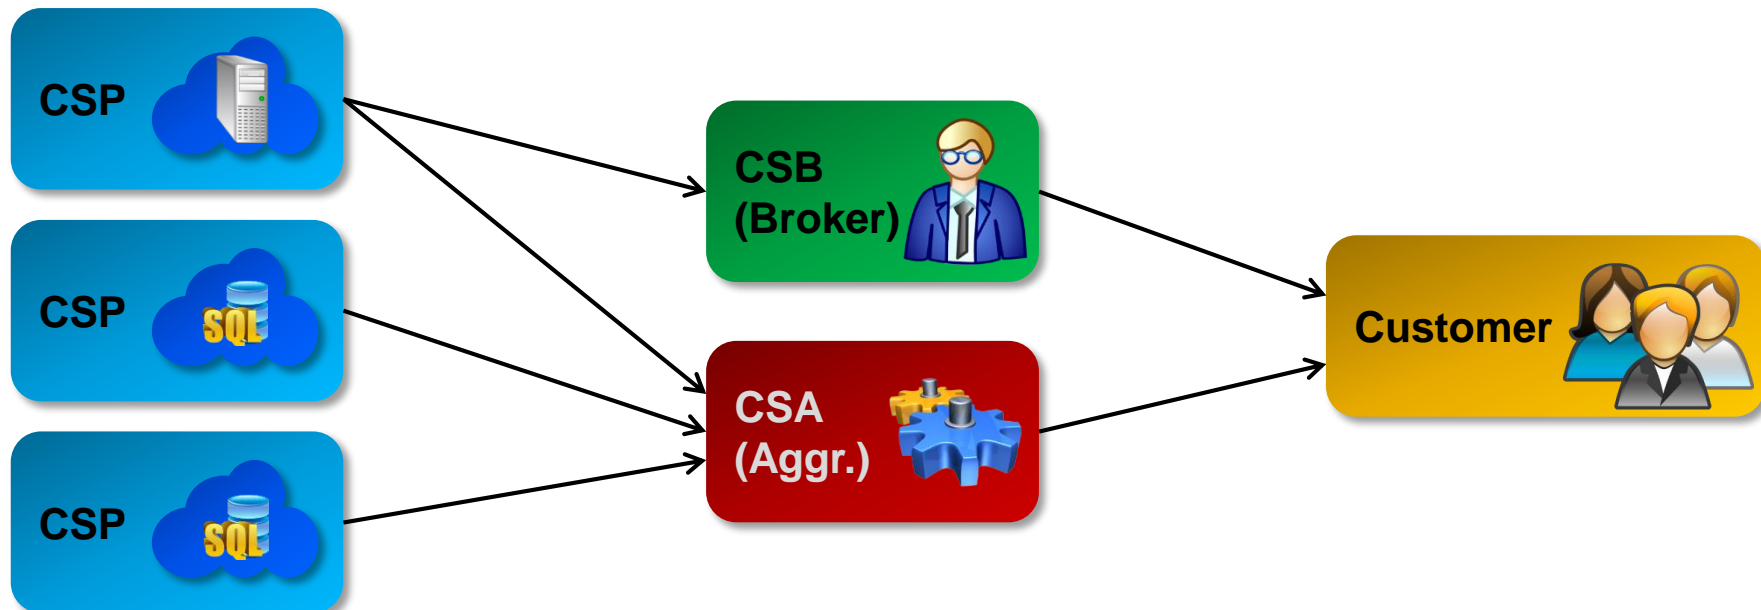 CSP
CSP
SQL
CSP
SQL
CSB
(Broker)
CSA
(Aggr.)
Customer